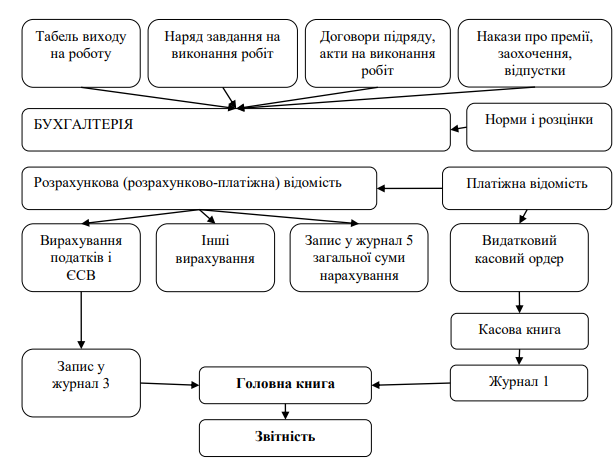 Табель виходу
на роботу
Наряд завдання на
виконання робіт
Договори підряду,
акти на виконання
робіт
Накази про премії,
заохочення,
відпустки
БУХГАЛТЕРІЯ
Норми і розцінки
Розрахункова (розрахунково-платіжна) відомість
Платіжна відомість
Вирахування
податків і
ЄСВ
Інші
вирахування
Запис у журнал 5
загальної суми
нарахування
Видатковий
касовий ордер
Касова книга
Запис у
журнал 3
Головна книга
Журнал 1
Звітність